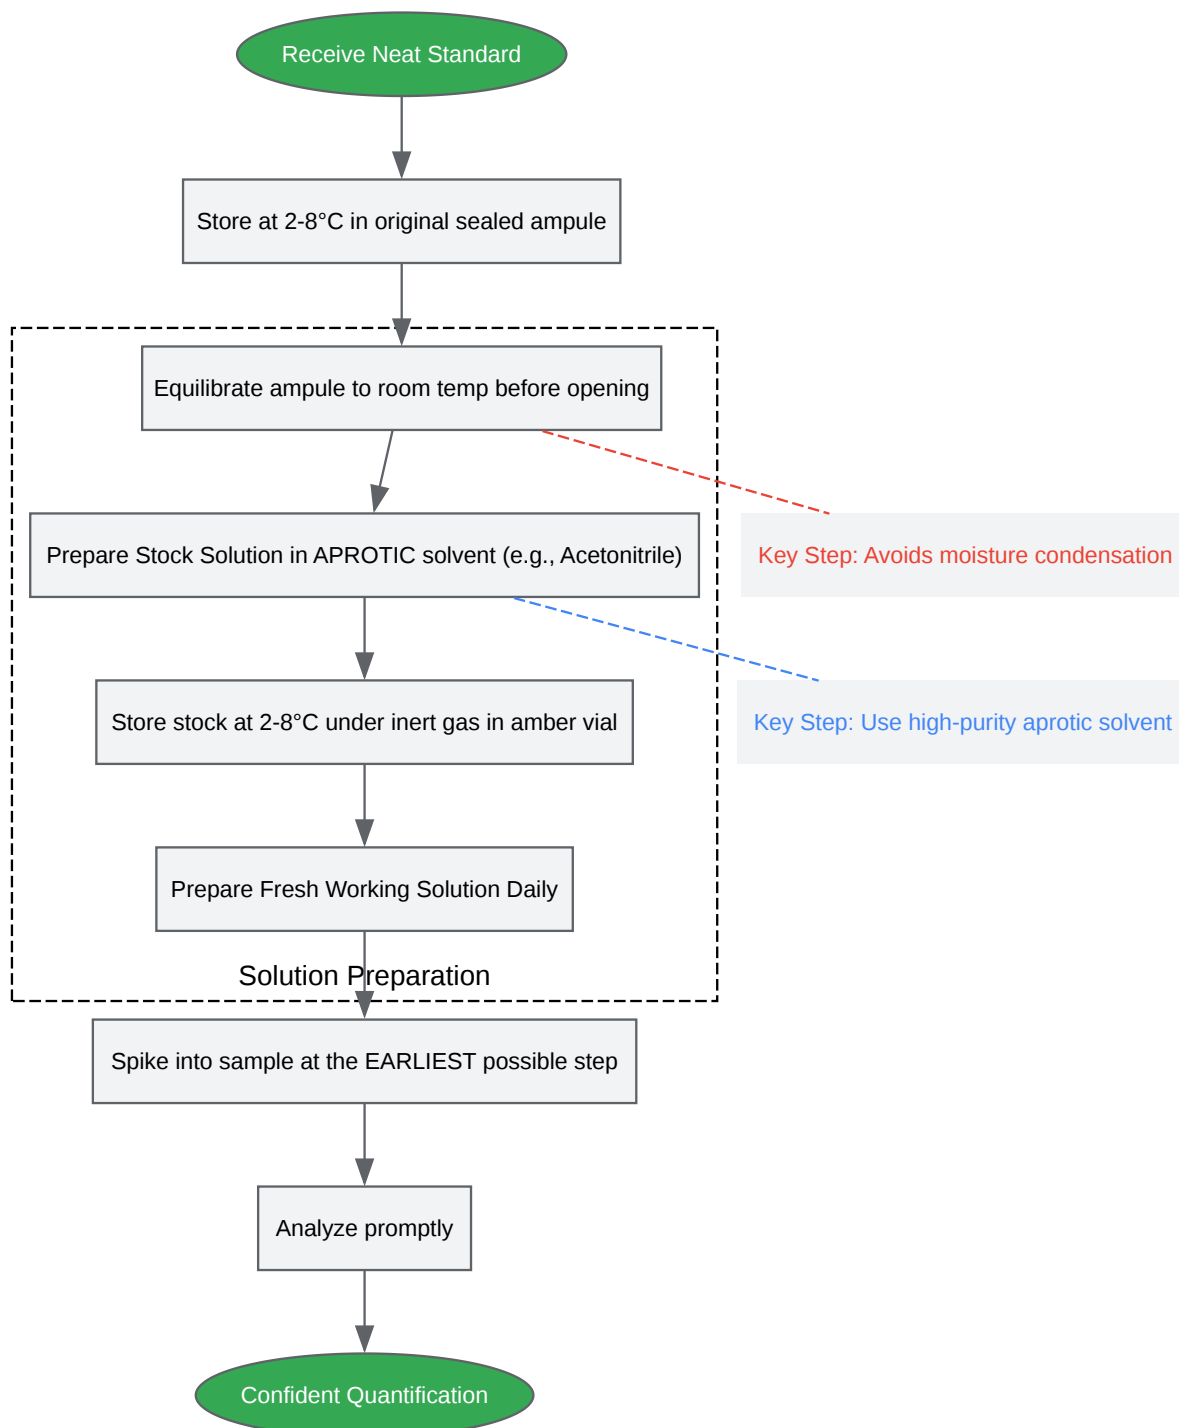 Receive Neat Standard
Store at 2-8°C in original sealed ampule
Equilibrate ampule to room temp before opening
Prepare Stock Solution in APROTIC solvent (e.g., Acetonitrile)
Key Step: Avoids moisture condensation
Store stock at 2-8°C under inert gas in amber vial
Key Step: Use high-purity aprotic solvent
Prepare Fresh Working Solution Daily
Solution Preparation
Spike into sample at the EARLIEST possible step
Analyze promptly
Confident Quantification